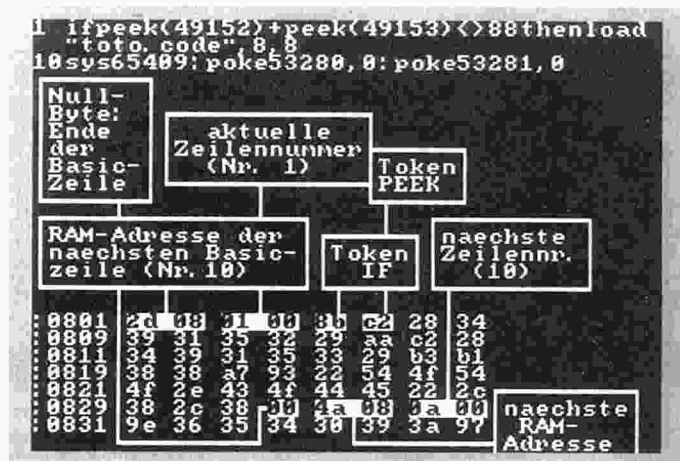 1 ifpeek(49152)+peek(49153)<>88thenload
"toto.code",8,8
10sys65409:poke53280,0:poke53281,0
Null-
Byte:
Ende
der
Basic-
Zeile
aktuelle
Zeilennummer
(Nr. 1)
Token
PEEK
RAM-Adresse der
naechsten Basic-
zeile (Nr.10)
Token
IF
naechste
Zeilennr.
(10)
:0801 2d 08 01 00 8b c2 28 34
:0809 39 31 35 32 29 aa c2 28
:0811 34 39 31 35 33 29 b3 b1
:0819 38 38 a7 93 22 54 4f 54
:0821 4f 2e 43 4f 44 45 22 2c
:0829 38 2c 38 00 4a 08 0a 00
:0831 9e 36 35 34 30 39 3a 97
naechste
RAM-
Adresse